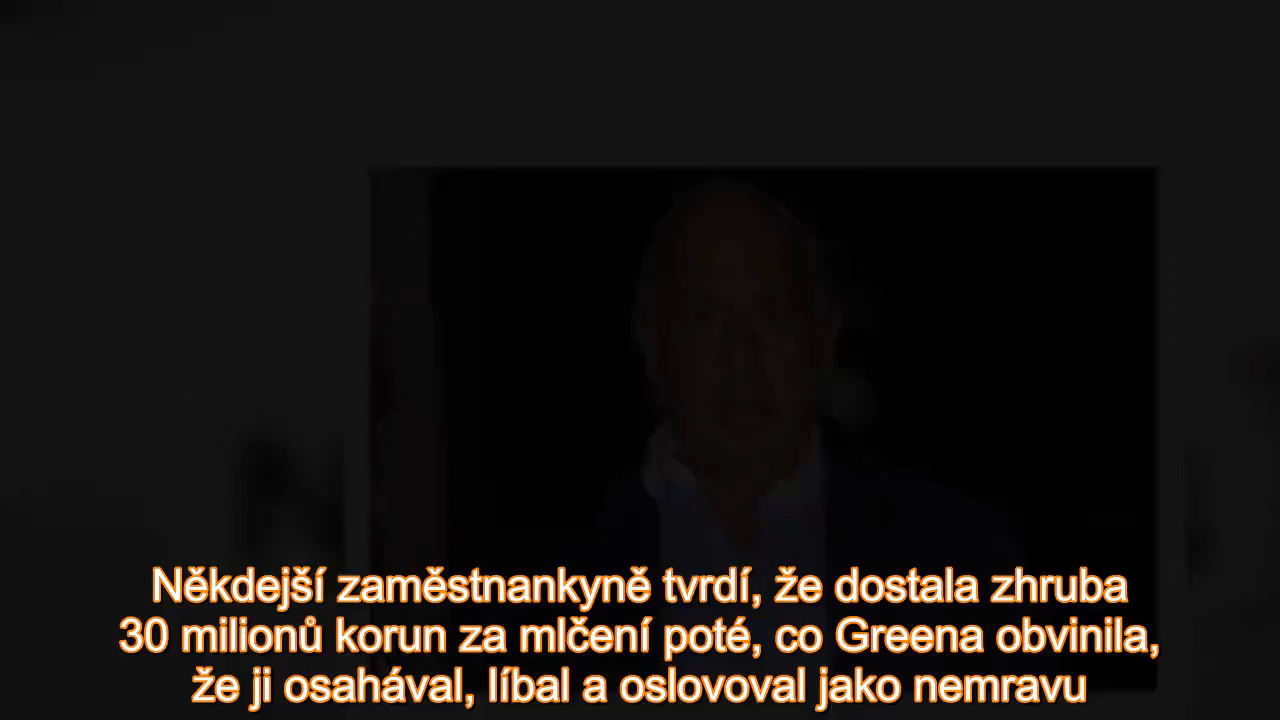 Někdejší zaměstnankyně tvrdí, že dostala zhruba
30 milionů korun za mlčení poté, co Greena obvinila,
že ji osahával, líbal a oslovoval jako nemravu